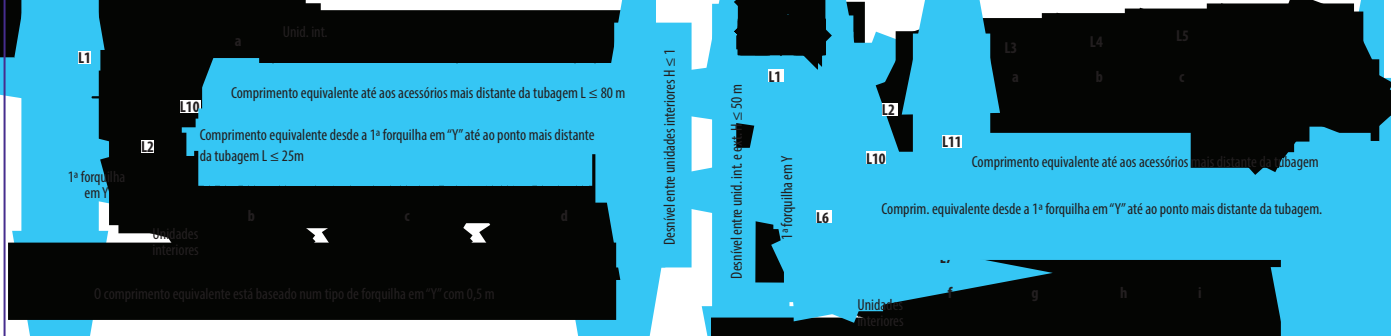 Unid. int.
a
L1
Comprimento equivalente até aos acessórios mais distante da tubagem L ≤ 80 m
L10
Comprimento equivalente desde a 1ª forquilha em “Y” até ao ponto mais distante
da tubagem L ≤ 25m
L2
1ª forquilha
em Y
b
c
d
Unidades
interiores
O comprimento equivalente está baseado num tipo de forquilha em “Y” com 0,5 m
Desnível entre unidades interiores H ≤ 1
Desnível entre unid. int. e ext. H ≤ 50 m
1ª forquilha em Y
L1
L2
L3
L4
L5
a
b
c
L10
L11
Comprimento equivalente até aos acessórios mais distante da tubagem
Comprim. equivalente desde a 1ª forquilha em “Y” até ao ponto mais distante da tubagem.
L6
f
g
h
i
Unidades
interiores